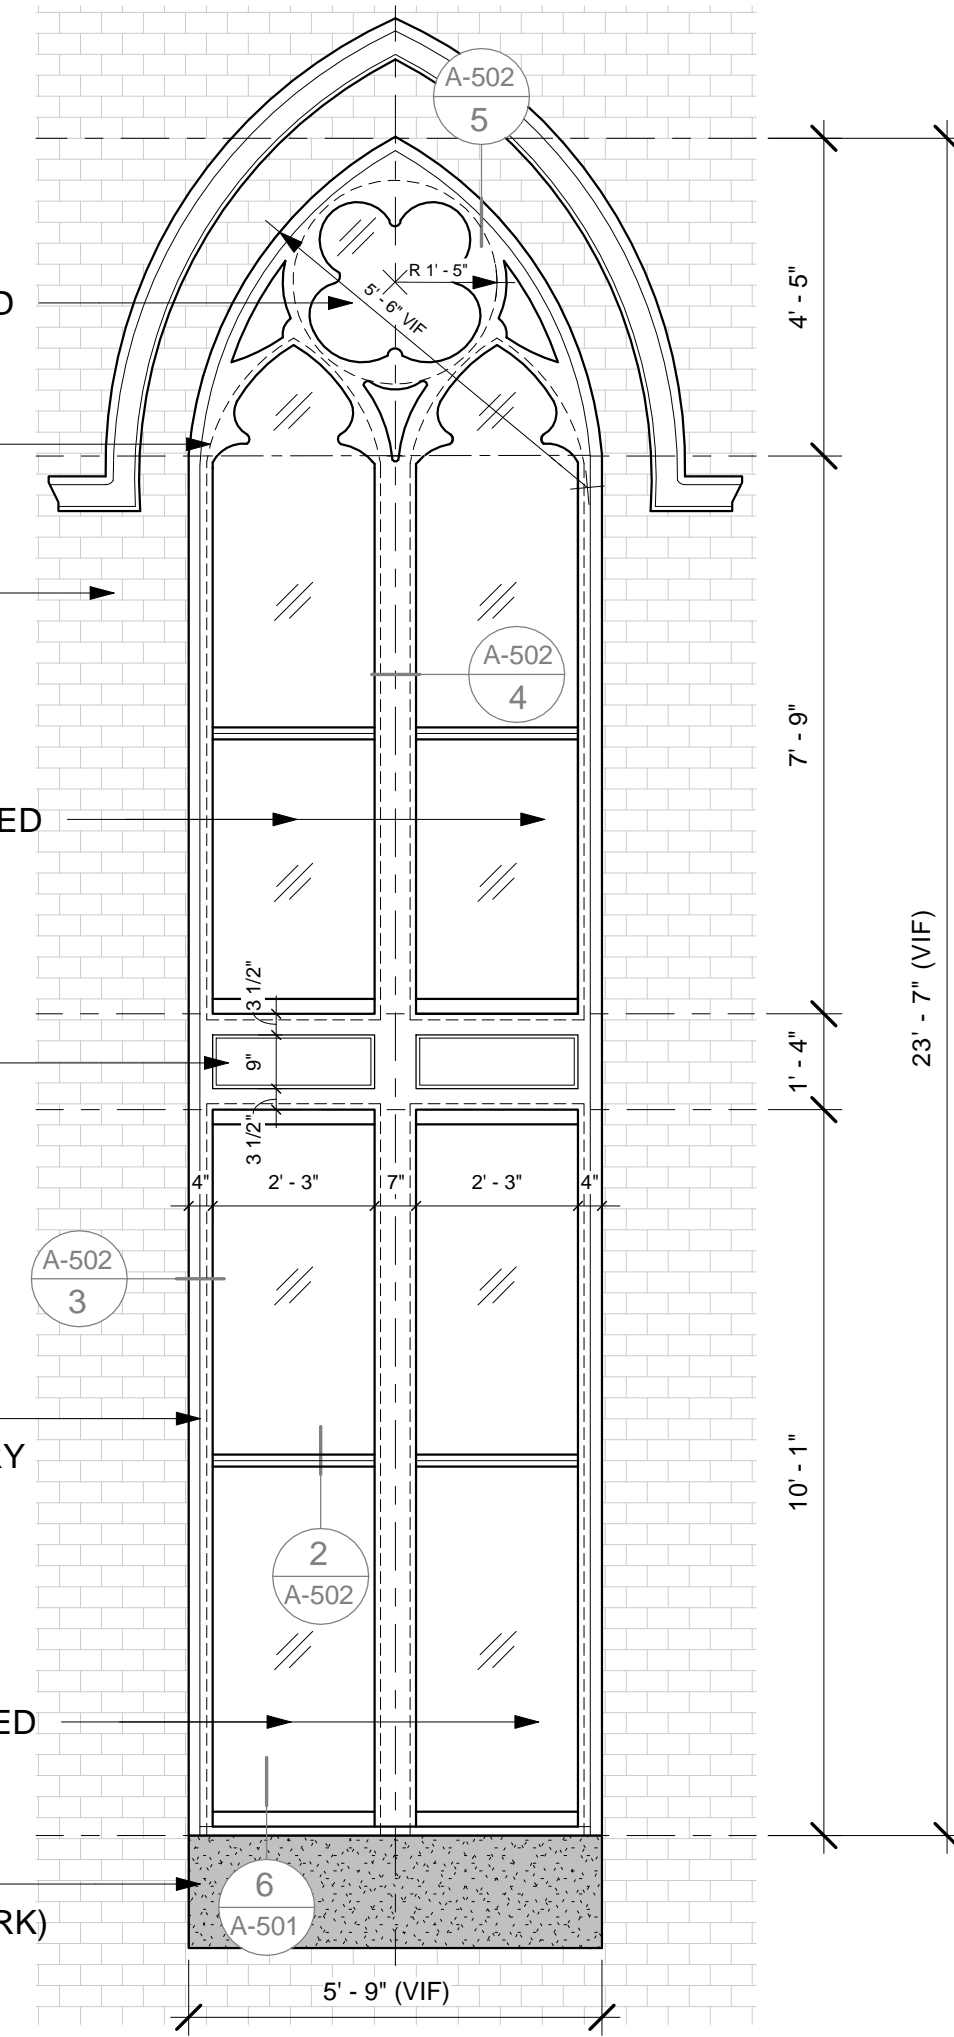 A-502
5
D
R 1' - 5"
5' - 6" VIF
4' - 5"
A-502
4
7' - 9"
ED
23' - 7" (VIF)
3 1/2"
9"
1' - 4"
3 1/2"
4"
2' - 3"
7"
2' - 3"
4"
A-502
3
RY
10' - 1"
2
A-502
ED
6
A-501
RK)
5' - 9" (VIF)